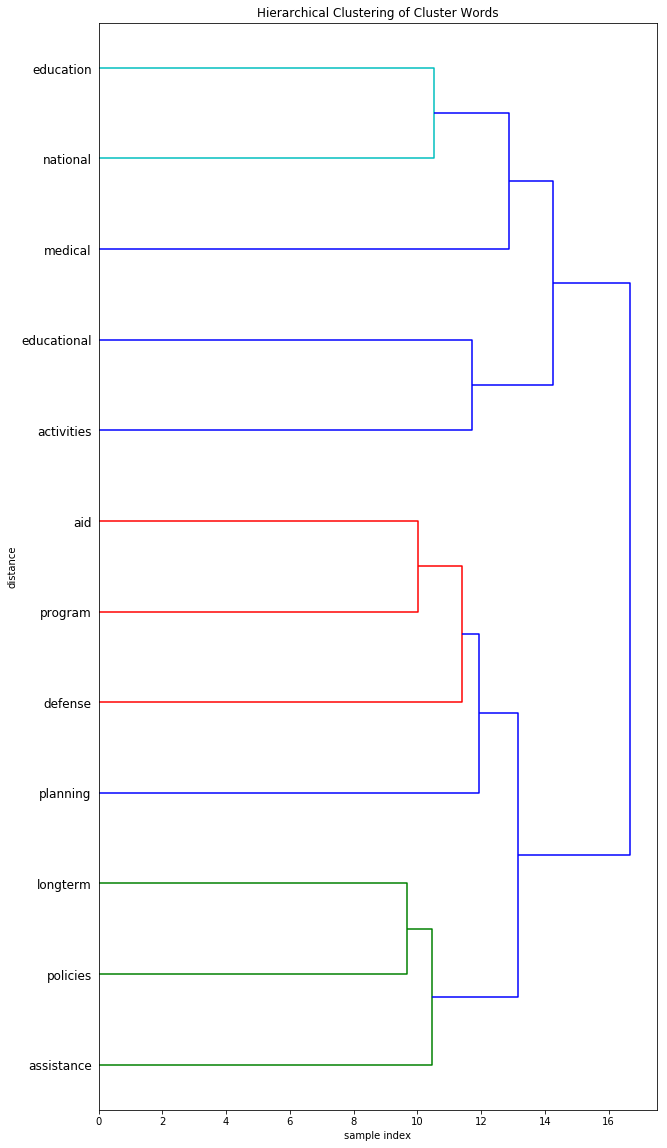 Hierarchical Clustering of Cluster Words
education
national
medical
educational
activities
aid
distance
program
defense
planning
longterm
policies
assistance
0 2 4 6 8 10 12 14 16
sample index